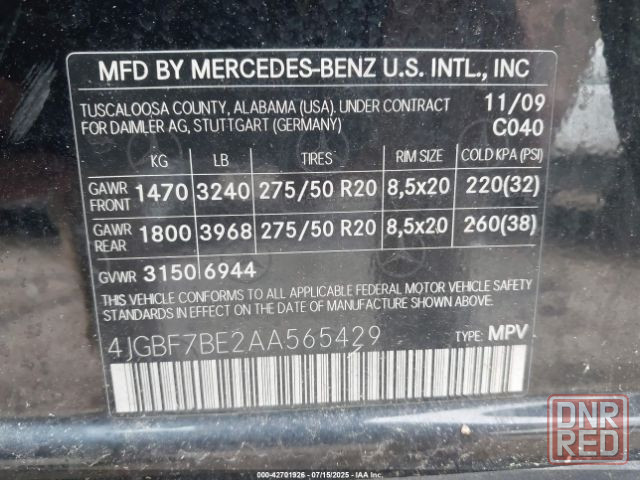 MFD BY MERCEDES-BENZ U.S. INTL., INC
TUSCALOOSA COUNTY, ALABAMA (USA). UNDER CONTRACT 11/09
FOR DAIMLER AG, STUTTGART (GERMANY) C040
KG LB TIRES RIM SIZE COLD KPA (PSI)
GAWR FRONT 1470 3240 275/50 R20 8,5x20 220(32)
GAWR REAR 1800 3968 275/50 R20 8,5x20 260(38)
GVWR 3150 6944
THIS VEHICLE CONFORMS TO ALL APPLICABLE FEDERAL MOTOR VEHICLE SAFETY
STANDARDS IN EFFECT ON THE DATE OF MANUFACTURE SHOWN ABOVE.
4JGBF7BE2AA565429 TYPE: MPV
DNR
RED
000-42701926 - 07/15/2025 - IAA Inc.